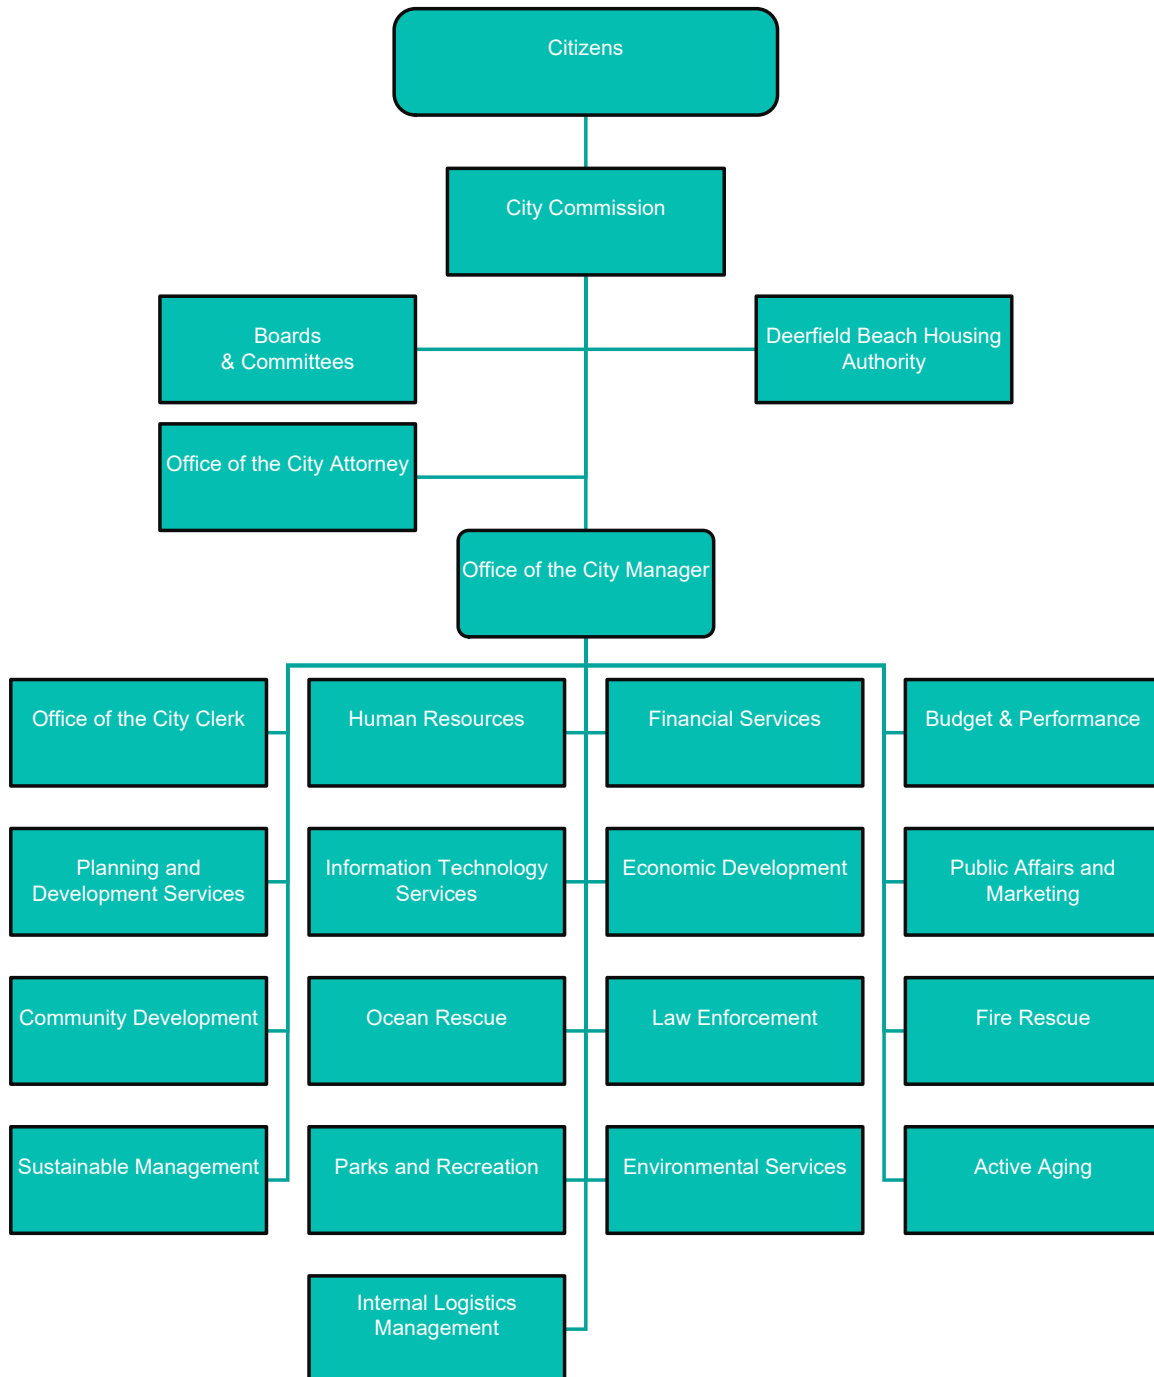 Citizens
City Commission
Boards
& Committees
Deerfield Beach Housing
Authority
Office of the City Attorney
Office of the City Manager
Office of the City Clerk
Human Resources
Financial Services
Budget & Performance
Planning and
Development Services
Information Technology
Services
Economic Development
Public Affairs and
Marketing
Community Development
Ocean Rescue
Law Enforcement
Fire Rescue
Sustainable Management
Parks and Recreation
Environmental Services
Active Aging
Internal Logistics
Management